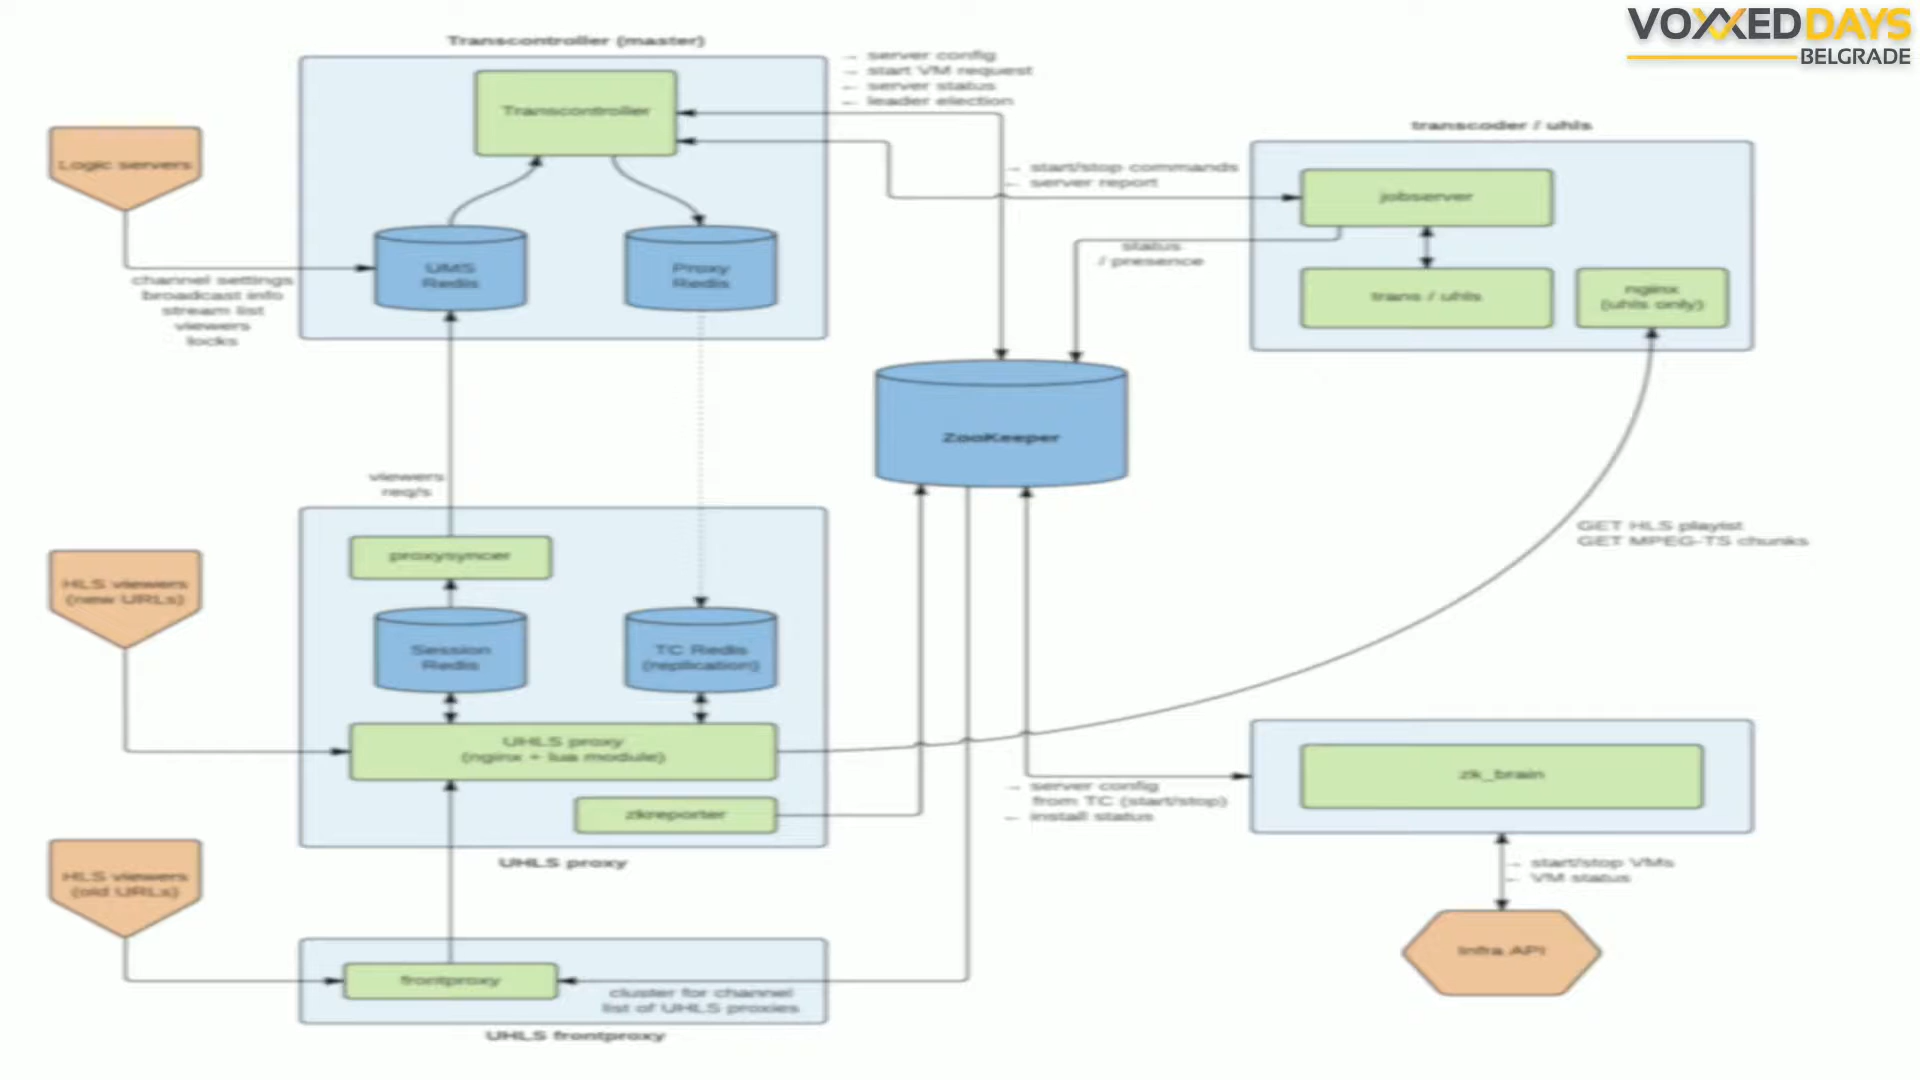 VOXXED DAYS
BELGRADE
Transcontroller (master)
→ server config
→ start VM request
← server status
← leader election
Transcontroller
Logic servers
transcoder / uhls
→ start/stop commands
← server report
jobserver
UMS
Redis
Proxy
Redis
status
/ presence
channel settings
broadcast info
stream list
viewers
locks
trans / uhls
nginx
(uhls only)
ZooKeeper
viewers
req/s
GET HLS playlist
GET MPEG-TS chunks
proxysyncer
HLS viewers
(new URLs)
Session
Redis
TC Redis
(replication)
UHLS proxy
(nginx + lua module)
zkreporter
UHLS proxy
→ server config
from TC (start/stop)
← install status
zk_brain
→ start/stop VMs
← VM status
HLS viewers
(old URLs)
Infra API
frontproxy
cluster for channel
list of UHLS proxies
UHLS frontproxy